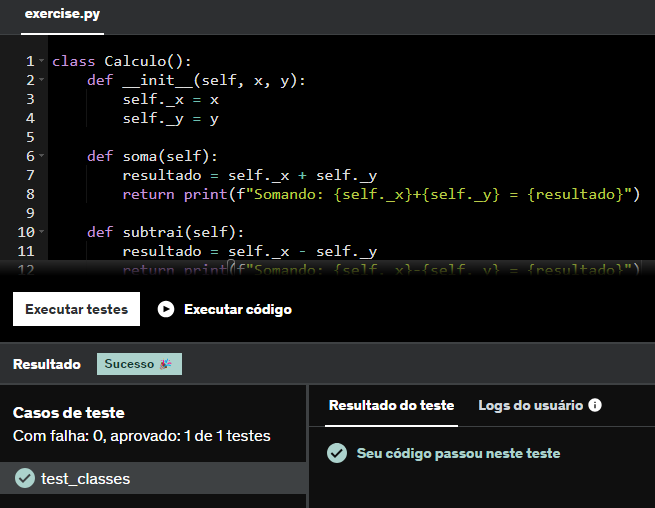 exercise.py
1 class Calculo():
2 def __init__(self, x, y):
3 self._x = x
4 self._y = y
5
6 def soma(self):
7 resultado = self._x + self._y
8 return print(f"Somando: {self._x}+{self._y} = {resultado}")
9
10 def subtrai(self):
11 resultado = self._x - self._y
12 return print(f"Somando: {self._x}-{self._y} = {resultado}")
Executar testes
Executar código
Resultado Sucesso 🎉
Casos de teste
Com falha: 0, aprovado: 1 de 1 testes
test_classes
Resultado do teste Logs do usuário
Seu código passou neste teste